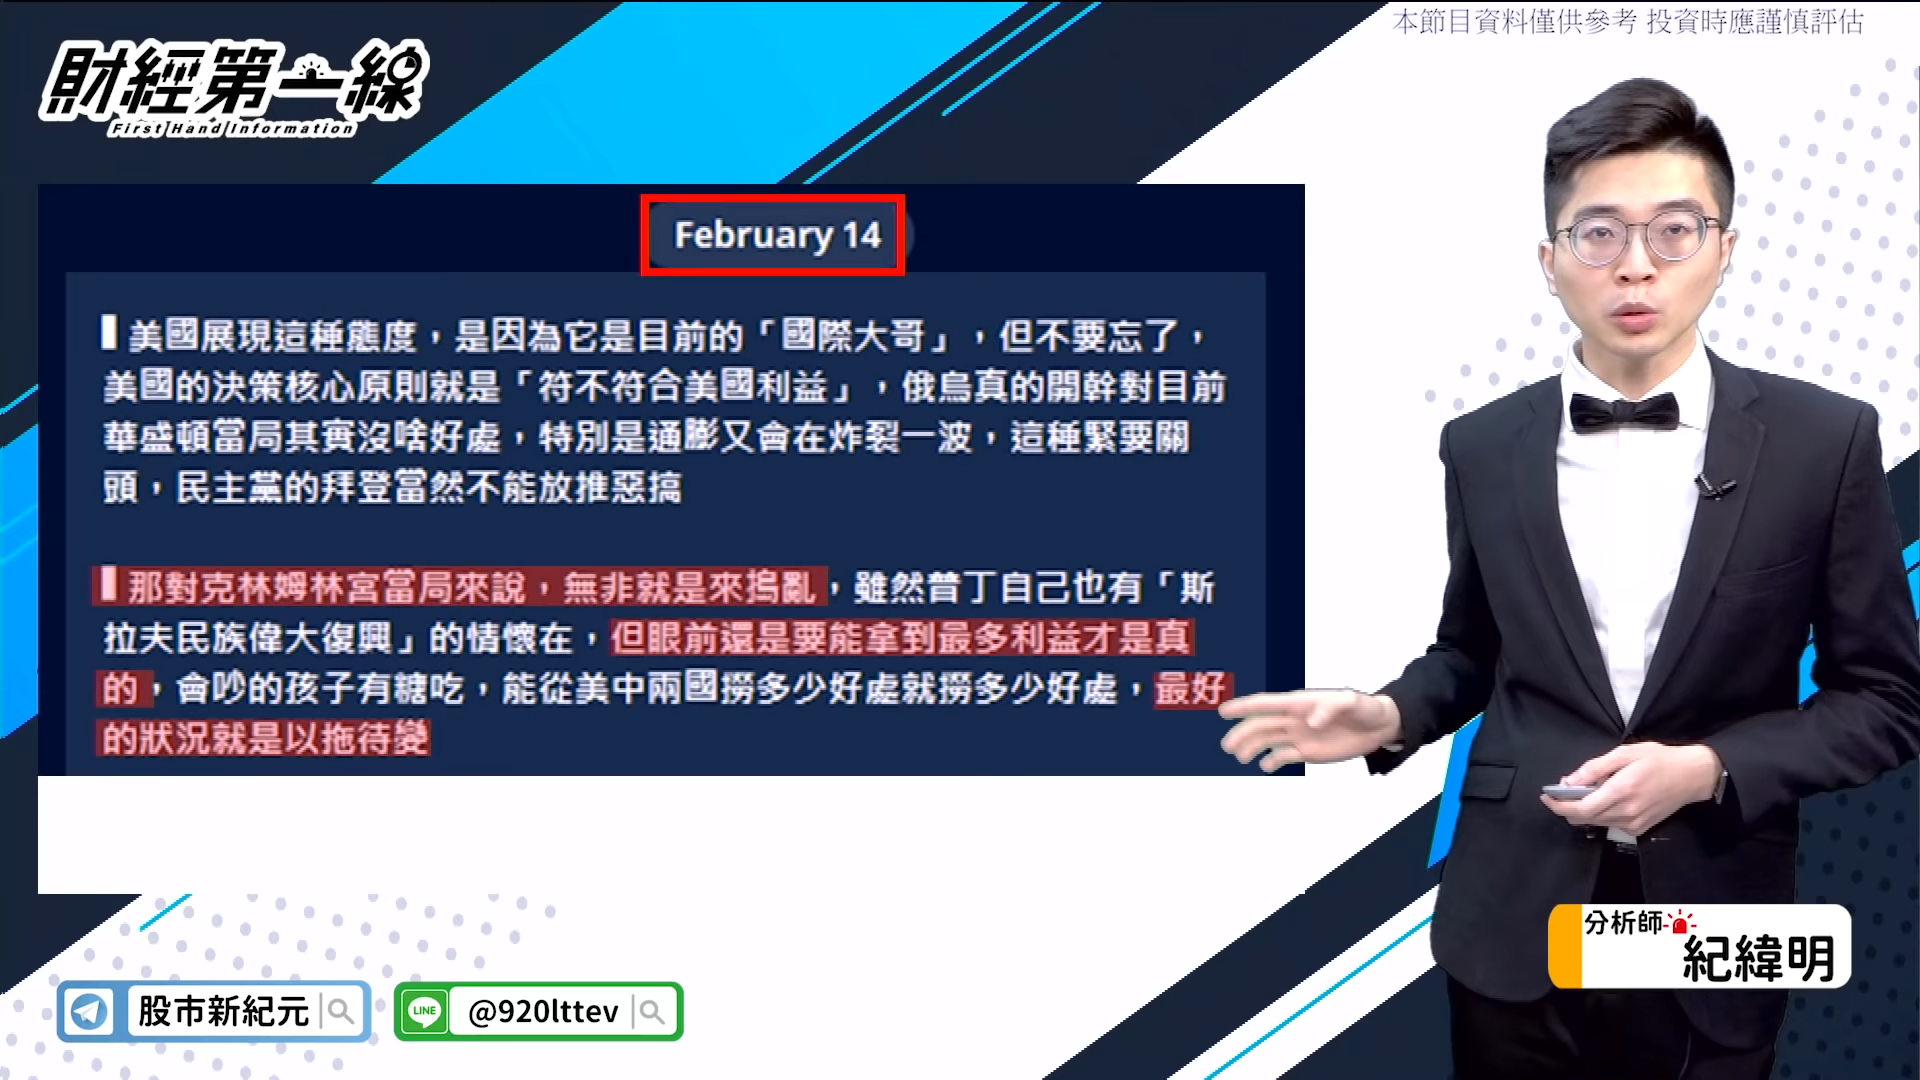 本節目資料僅供參考 投資時應謹慎評估
財經第一線
First Hand Information
February 14
美國展現這種態度，是因為它是目前的「國際大哥」，但不要忘了，
美國的決策核心原則就是「符不符合美國利益」，俄烏真的開幹對目前
華盛頓當局其實沒啥好處，特別是通膨又會在炸裂一波，這種緊要關
頭，民主黨的拜登當然不能放推惡搞
那對克林姆林宮當局來說，無非就是來搗亂，雖然普丁自己也有「斯
拉夫民族偉大復興」的情懷在，但眼前還是要能拿到最多利益才是真
的，會吵的孩子有糖吃，能從美中兩國撈多少好處就撈多少好處，最好
的狀況就是以拖待變
分析師
紀緯明
股市新紀元
LINE
@920lttev